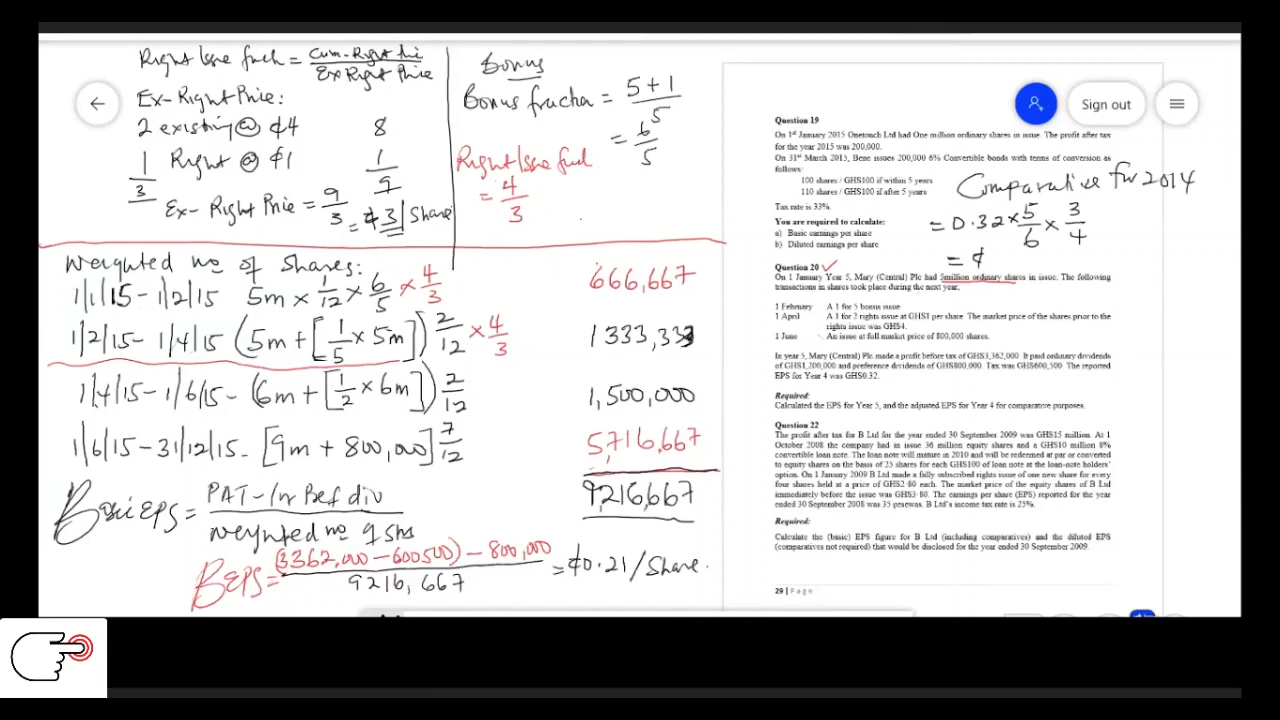 Right Issue fuch = Cum-Right Price
Ex Right Price
Ex-Right Price:
2 existing @ ¢4 8
1 Right @ ¢1 1
3 9
Ex-Right Price = 9
3 = ¢3/Share
Bonus
Bonus fraction = 5+1
5
= 6
5
Right Issue fuch
= 4
3
Weighted no of Shares:
1/1/15 - 1/2/15 5m × 1/12 × 6/5 × 4/3 666,667
1/2/15 - 1/4/15 (5m + [1/5 × 5m]) 2/12 × 4/3 1333,333
1/4/15 - 1/6/15 - (6m + [1/2 × 6m]) 2/12 1,500,000
1/6/15 - 31/12/15 - [9m + 800,000] 7/12 5,716,667
9216,667
Basic EPS = PAT - Irr Pref div
weighted no of shs
BEPS = (3362,000 - 600500) - 800,000
9216,667
= ¢0.21/Share.
Sign out
Question 19
On 1st January 2015 Onetouch Ltd had One million ordinary shares in issue. The profit after tax
for the year 2015 was 200,000.
On 31st March 2015, Bene issues 200,000 6% Convertible bonds with terms of conversion as
follows:
100 shares / GHS100 if within 5 years
110 shares / GHS100 if after 5 years
Tax rate is 33%.
You are required to calculate:
a) Basic earnings per share
b) Diluted earnings per share
Comparative for 2014
= 0.32 × 5/6 × 3/4
= ¢
Question 20
On 1 January Year 5, Mary (Central) Plc had 5million ordinary shares in issue. The following
transactions in shares took place during the next year;
1 February A 1 for 5 bonus issue
1 April A 1 for 2 rights issue at GHS1 per share The market price of the shares prior to the
rights issue was GHS4.
1 June An issue at full market price of 800,000 shares.
In year 5, Mary (Central) Plc made a profit before tax of GHS3,362,000 It paid ordinary dividends
of GHS1,200,000 and preference dividends of GHS800,000. Tax was GHS600,500. The reported
EPS for Year 4 was GHS0.32.
Required:
Calculated the EPS for Year 5, and the adjusted EPS for Year 4 for comparative purposes.
Question 22
The profit after tax for B Ltd for the year ended 30 September 2009 was GHS15 million. At 1
October 2008 the company had in issue 36 million equity shares and a GHS10 million 8%
convertible loan note. The loan note will mature in 2010 and will be redeemed at par or converted
to equity shares on the basis of 25 shares for each GHS100 of loan note at the loan-note holders'
option. On 1 January 2009 B Ltd made a fully subscribed rights issue of one new share for every
four shares held at a price of GHS2·80 each. The market price of the equity shares of B Ltd
immediately before the issue was GHS3·80. The earnings per share (EPS) reported for the year
ended 30 September 2008 was 35 pesewas. B Ltd's income tax rate is 25%.
Required:
Calculate the (basic) EPS figure for B Ltd (including comparatives) and the diluted EPS
(comparatives not required) that would be disclosed for the year ended 30 September 2009.
29 | Page